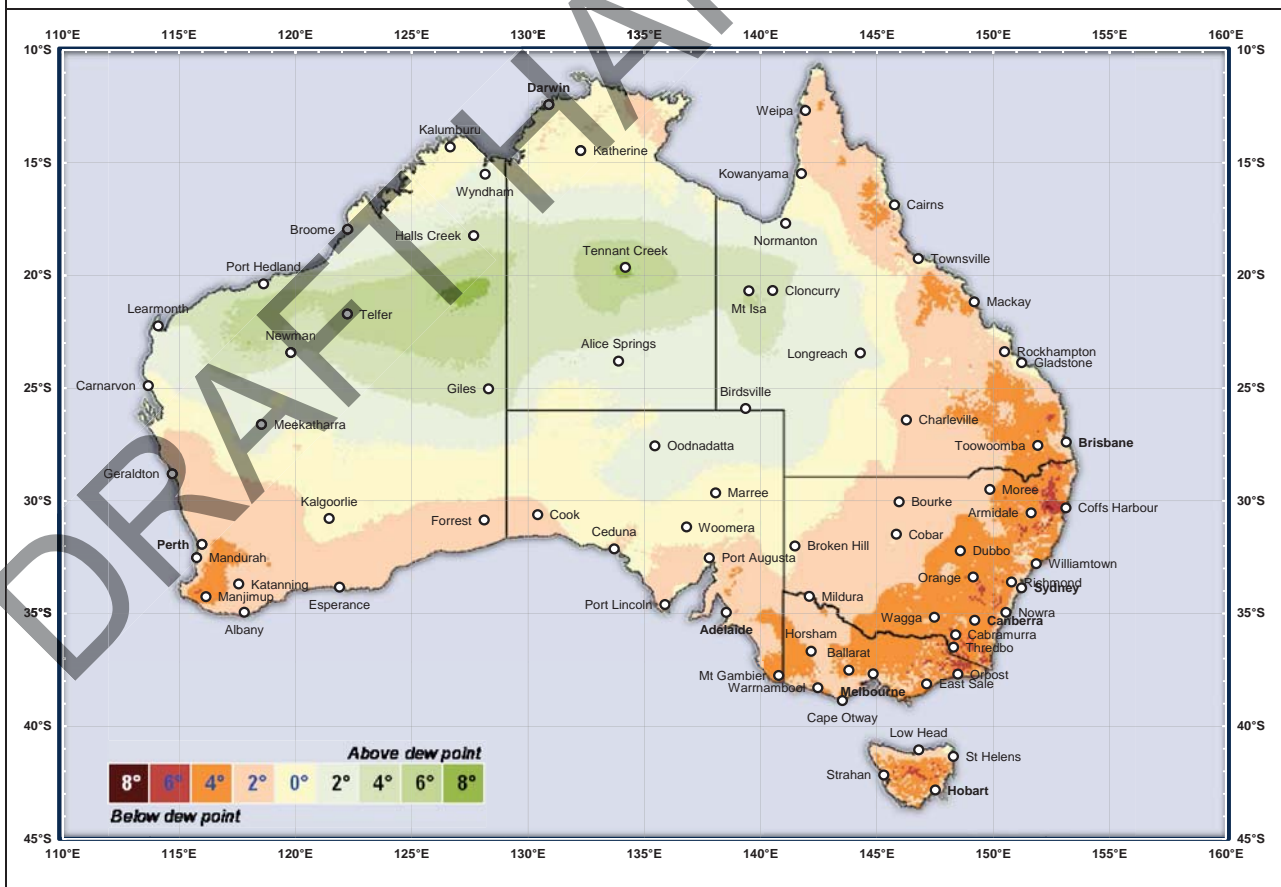 110°E 115°E 120°E 125°E 130°E 135°E 140°E 145°E 150°E 155°E 160°E
10°S 10°S
Darwin
Weipa
Kalumburu
Katherine
15°S 15°S
Kowanyama
Wyndham
Cairns
Broome
Halls Creek
Normanton
Tennant Creek
Townsville
Port Hedland
20°S 20°S
Mt Isa
Cloncurry
Mackay
Learmonth
Telfer
Newman
Alice Springs
Longreach
Rockhampton
Gladstone
Carnarvon
25°S 25°S
Giles
Birdsville
Meekatharra
Charleville
Oodnadatta
Toowoomba
Brisbane
Geraldton
Marree
Moree
30°S 30°S
Kalgoorlie
Bourke
Coffs Harbour
Armidale
Forrest
Cook
Ceduna
Woomera
Cobar
Perth
Broken Hill
Dubbo
Mandurah
Port Augusta
Williamtown
Katanning
Orange
Richmond
Sydney
Manjimup
Esperance
Port Lincoln
Mildura
35°S 35°S
Albany
Adelaide
Wagga
Nowra
Canberra
Cabramurra
Horsham
Thredbo
Ballarat
Mt Gambier
Orbost
Warrnambool
Melbourne
East Sale
Cape Otway
40°S 40°S
Low Head
St Helens
Strahan
Hobart
Above dew point
8° 6° 4° 2° 0° 2° 4° 6° 8°
Below dew point
45°S 45°S
110°E 115°E 120°E 125°E 130°E 135°E 140°E 145°E 150°E 155°E 160°E
DRAFT HA